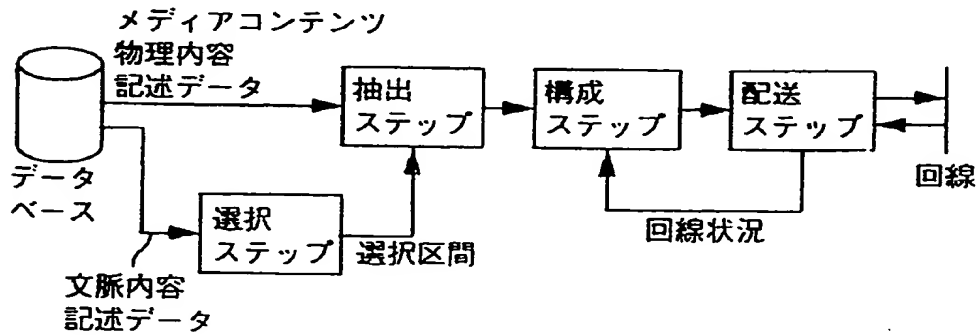 メディアコンテンツ
物理内容
記述データ
抽出
ステップ
構成
ステップ
配送
ステップ
データ
ベース
回線
選択
ステップ
選択区間
回線状況
文脈内容
記述データ